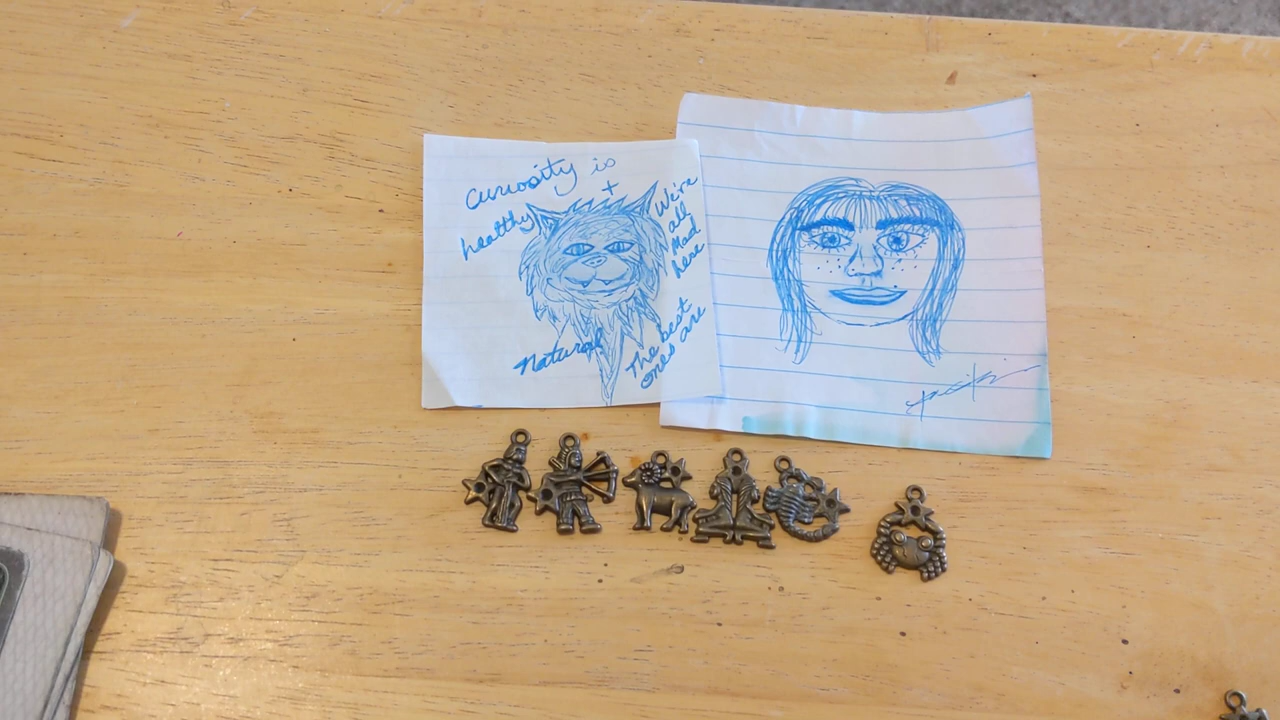 curiosity is
healthy +
Natural
We're
all
Mad
here
The best
ones are